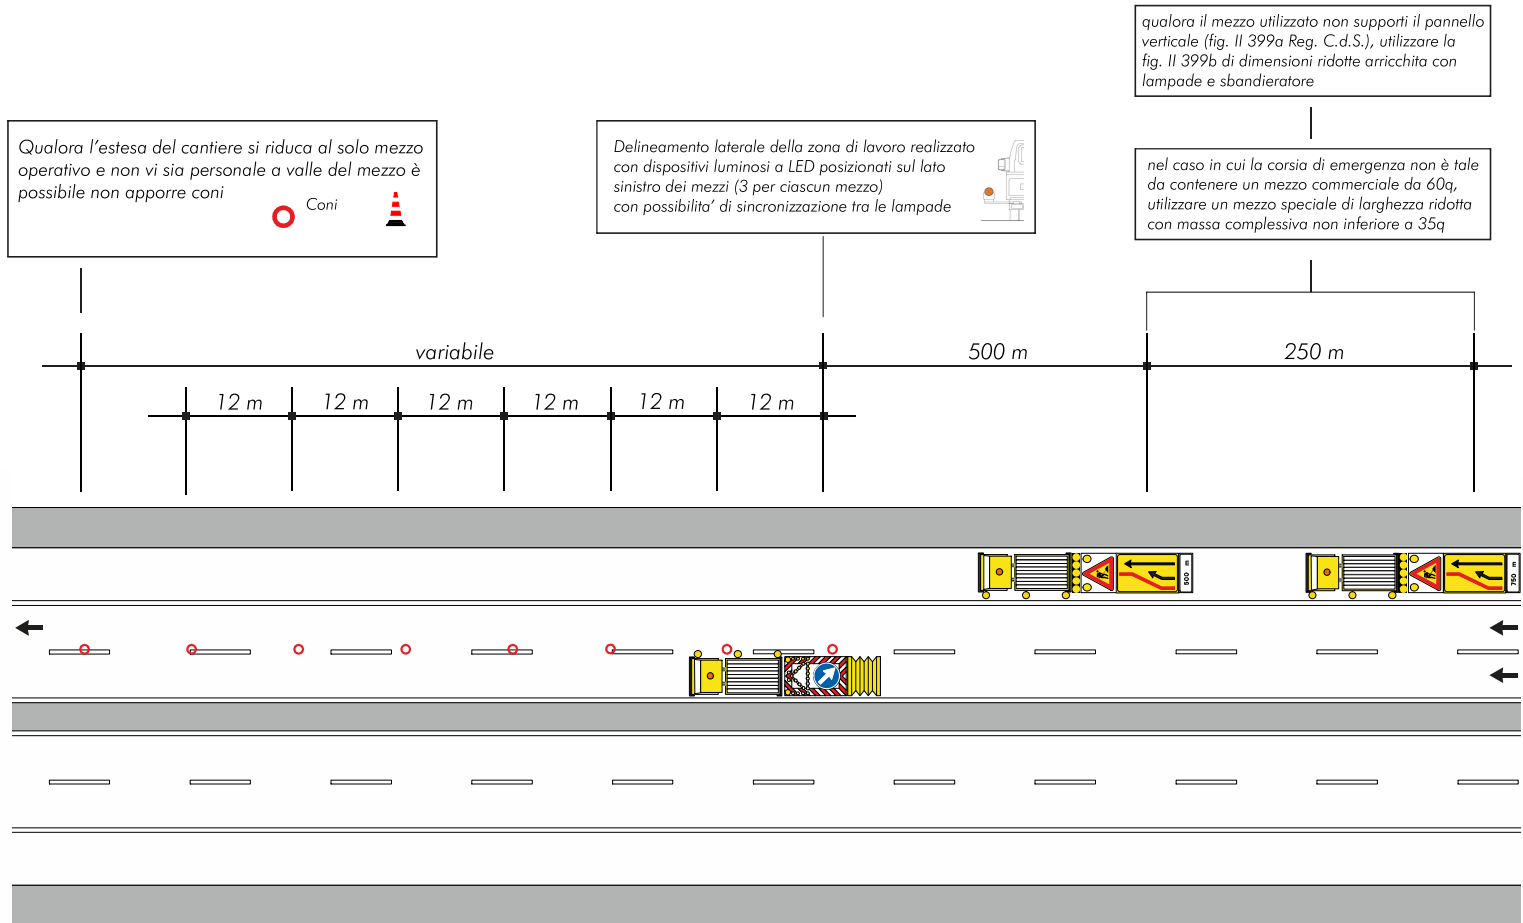 qualora il mezzo utilizzato non supporti il pannello
verticale (fig. II 399a Reg. C.d.S.), utilizzare la
fig. II 399b di dimensioni ridotte arricchita con
lampade e sbandieratore
Qualora l'estesa del cantiere si riduca al solo mezzo
operativo e non vi sia personale a valle del mezzo è
possibile non apporre coni
Coni
Delineamento laterale della zona di lavoro realizzato
con dispositivi luminosi a LED posizionati sul lato
sinistro dei mezzi (3 per ciascun mezzo)
con possibilita' di sincronizzazione tra le lampade
nel caso in cui la corsia di emergenza non è tale
da contenere un mezzo commerciale da 60q,
utilizzare un mezzo speciale di larghezza ridotta
con massa complessiva non inferiore a 35q
variabile
500 m
250 m
12 m
12 m
12 m
12 m
12 m
12 m
500 m
750 m